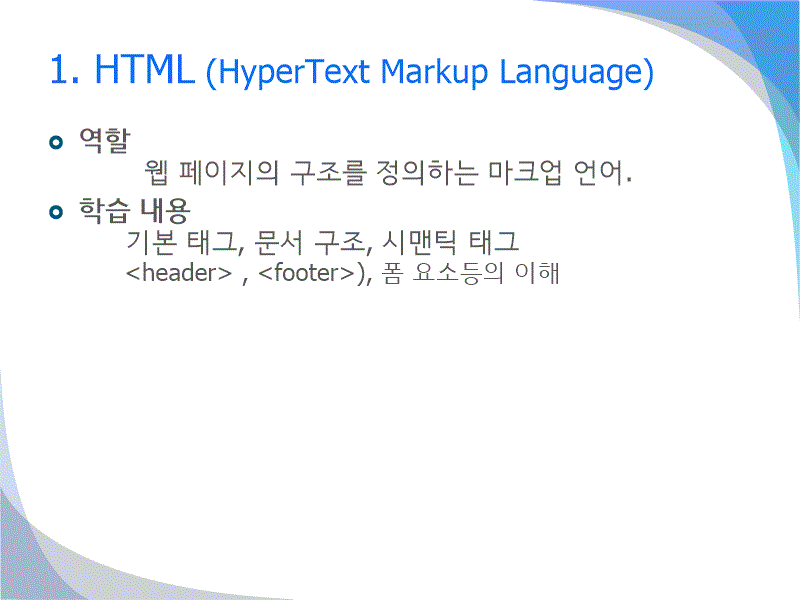 1. HTML (HyperText Markup Language)
역할
웹 페이지의 구조를 정의하는 마크업 언어.
학습 내용
기본 태그, 문서 구조, 시맨틱 태그
<header> , <footer>), 폼 요소등의 이해